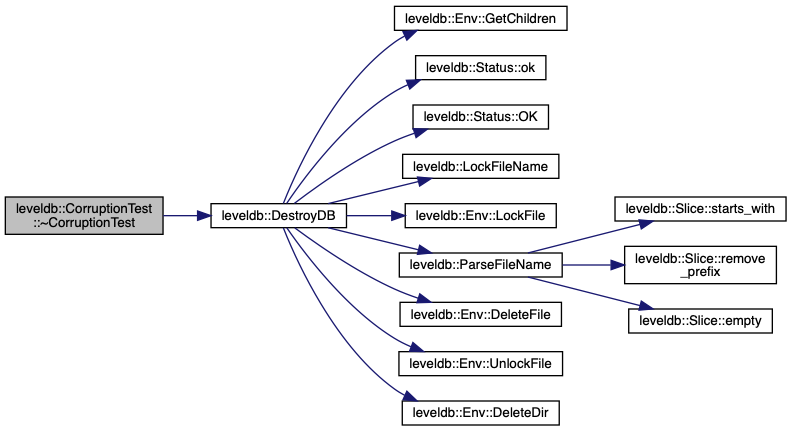 leveldb::CorruptionTest
::~CorruptionTest
leveldb::DestroyDB
leveldb::Env::GetChildren
leveldb::Status::ok
leveldb::Status::OK
leveldb::LockFileName
leveldb::Env::LockFile
leveldb::ParseFileName
leveldb::Env::DeleteFile
leveldb::Env::UnlockFile
leveldb::Env::DeleteDir
leveldb::Slice::starts_with
leveldb::Slice::remove
_prefix
leveldb::Slice::empty